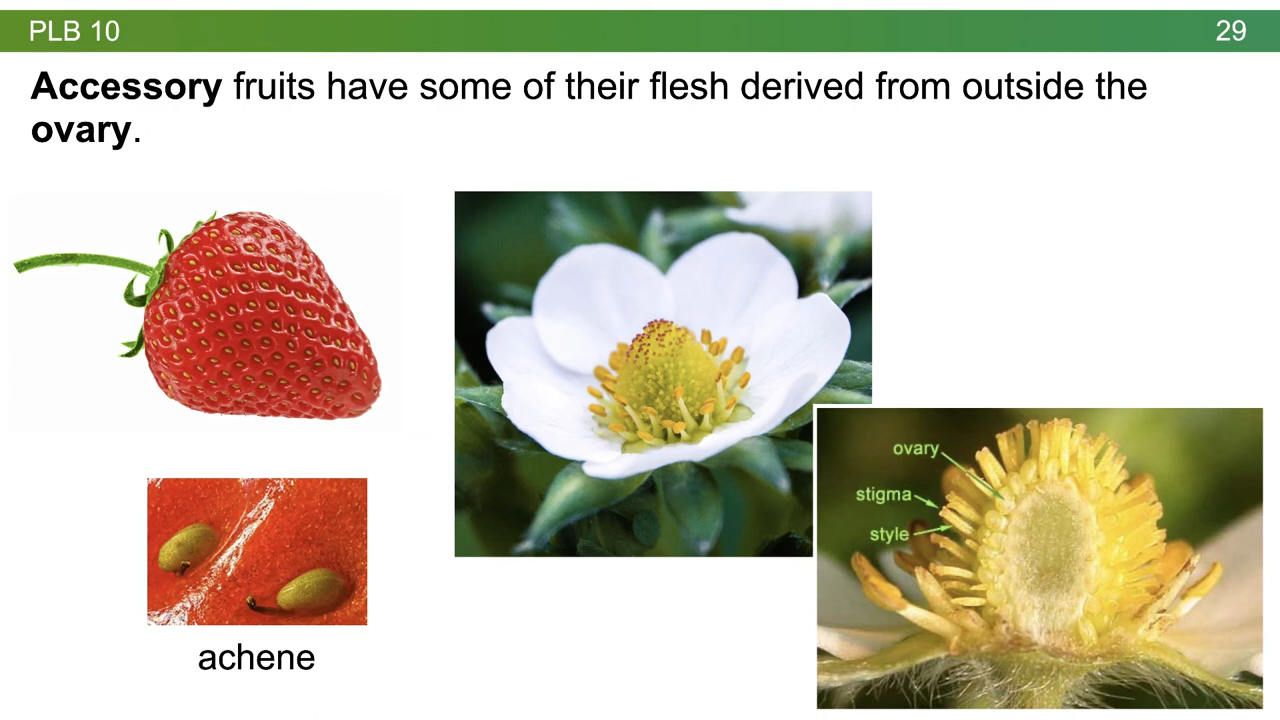 PLB 10 29
Accessory fruits have some of their flesh derived from outside the
ovary.
ovary
stigma
style
achene